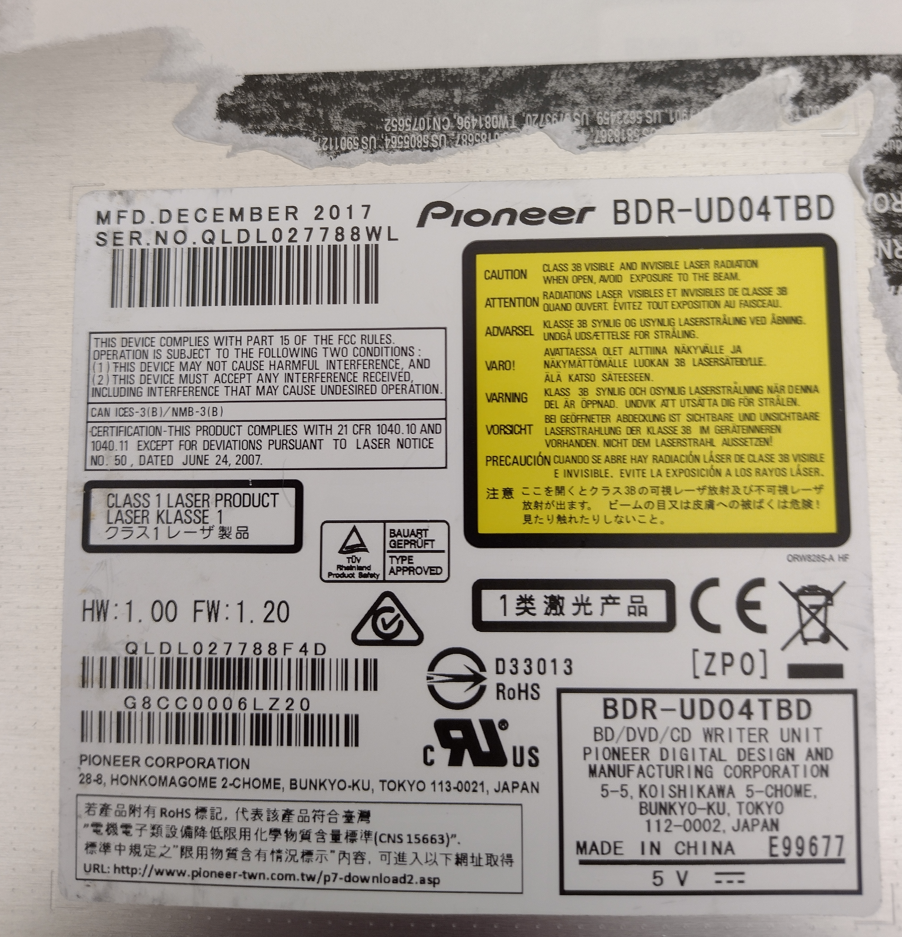 US 5805564, US 590112
TW081496, CN1075652
MFD.DECEMBER 2017
SER.NO.QLDL027788WL
Pioneer BDR-UD04TBD
CAUTION CLASS 3B VISIBLE AND INVISIBLE LASER RADIATION
WHEN OPEN, AVOID EXPOSURE TO THE BEAM.
ATTENTION RADIATIONS LASER VISIBLES ET INVISIBLES DE CLASSE 3B
QUAND OUVERT. ÉVITEZ TOUT EXPOSITION AU FAISCEAU.
ADVARSEL KLASSE 3B SYNLIG OG USYNLIG LASERSTRÅLING VED ÅBNING.
UNDGÅ UDSÆTTELSE FOR STRÅLING.
VARO! AVATTAESSA OLET ALTTIINA NÄKYVÄLLE JA
NÄKYMÄTTÖMÄLLE LUOKAN 3B LASERSÄTEILYLLE.
ÄLÄ KATSO SÄTEESEEN.
VARNING KLASS 3B SYNLIG OCH OSYNLIG LASERSTRÅLNING NÄR DENNA
DEL ÄR ÖPPNAD. UNDVIK ATT UTSÄTTA DIG FÖR STRÅLEN.
VORSICHT BEI GEÖFFNETER ABDECKUNG IST SICHTBARE UND UNSICHTBARE
LASERSTRAHLUNG DER KLASSE 3B IM GERÄTEINNEREN
VORHANDEN. NICHT DEM LASERSTRAHL AUSSETZEN!
PRECAUCIÓN CUANDO SE ABRE HAY RADIACIÓN LÁSER DE CLASE 3B VISIBLE
E INVISIBLE. EVITE LA EXPOSICIÓN A LOS RAYOS LÁSER.
注意 ここを開くとクラス3Bの可視レーザ放射及び不可視レーザ
放射が出ます。 ビームの目又は皮膚への被ばくは危険!
見たり触れたりしないこと。
ORW8285-A HF
THIS DEVICE COMPLIES WITH PART 15 OF THE FCC RULES.
OPERATION IS SUBJECT TO THE FOLLOWING TWO CONDITIONS :
(1) THIS DEVICE MAY NOT CAUSE HARMFUL INTERFERENCE, AND
(2) THIS DEVICE MUST ACCEPT ANY INTERFERENCE RECEIVED,
INCLUDING INTERFERENCE THAT MAY CAUSE UNDESIRED OPERATION.
CAN ICES-3(B)/NMB-3(B)
CERTIFICATION-THIS PRODUCT COMPLIES WITH 21 CFR 1040.10 AND
1040.11 EXCEPT FOR DEVIATIONS PURSUANT TO LASER NOTICE
NO. 50, DATED JUNE 24, 2007.
CLASS 1 LASER PRODUCT
LASER KLASSE 1
クラス1 レーザ製品
TÜV
Rheinland
Product Safety
BAUART
GEPRÜFT
TYPE
APPROVED
HW:1.00 FW:1.20
1类激光产品
CE
QLDL027788F4D
G8CC0006LZ20
D33013
RoHS
[ZPO]
c RU US
PIONEER CORPORATION
28-8, HONKOMAGOME 2-CHOME, BUNKYO-KU, TOKYO 113-0021, JAPAN
若產品附有 RoHS 標記, 代表該產品符合臺灣
"電機電子類設備降低限用化學物質含量標準(CNS 15663)".
標準中規定之"限用物質含有情況標示"內容, 可進入以下網址取得
URL: http://www.pioneer-twn.com.tw/p7-download2.asp
BDR-UD04TBD
BD/DVD/CD WRITER UNIT
PIONEER DIGITAL DESIGN AND
MANUFACTURING CORPORATION
5-5, KOISHIKAWA 5-CHOME,
BUNKYO-KU, TOKYO
112-0002, JAPAN
MADE IN CHINA E99677
5 V